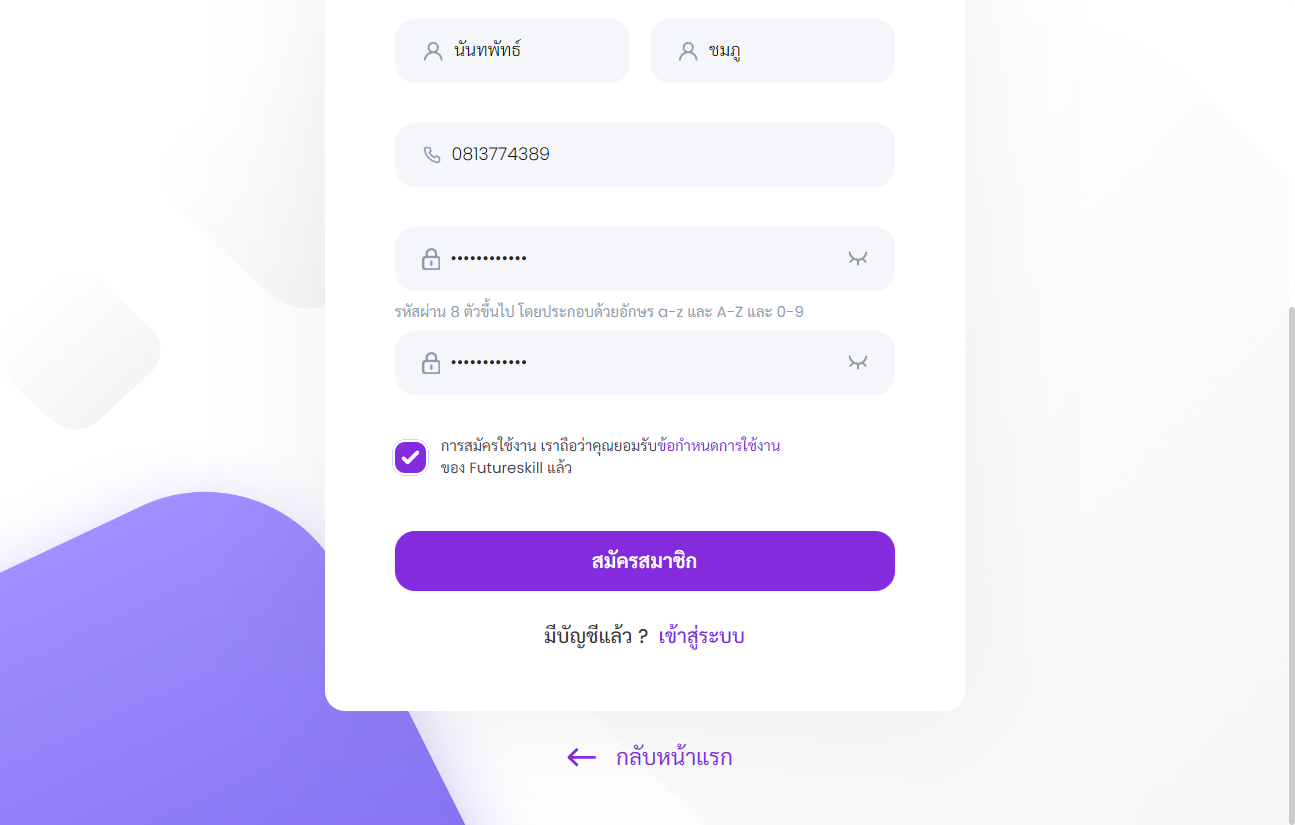 นันทพัทธ์ ชมภู
0813774389
••••••••••••
รหัสผ่าน 8 ตัวขึ้นไป โดยประกอบด้วยอักษร a-z และ A-Z และ 0-9
••••••••••••
การสมัครใช้งาน เราถือว่าคุณยอมรับข้อกำหนดการใช้งาน
ของ Futureskill แล้ว
สมัครสมาชิก
มีบัญชีแล้ว ? เข้าสู่ระบบ
กลับหน้าแรก